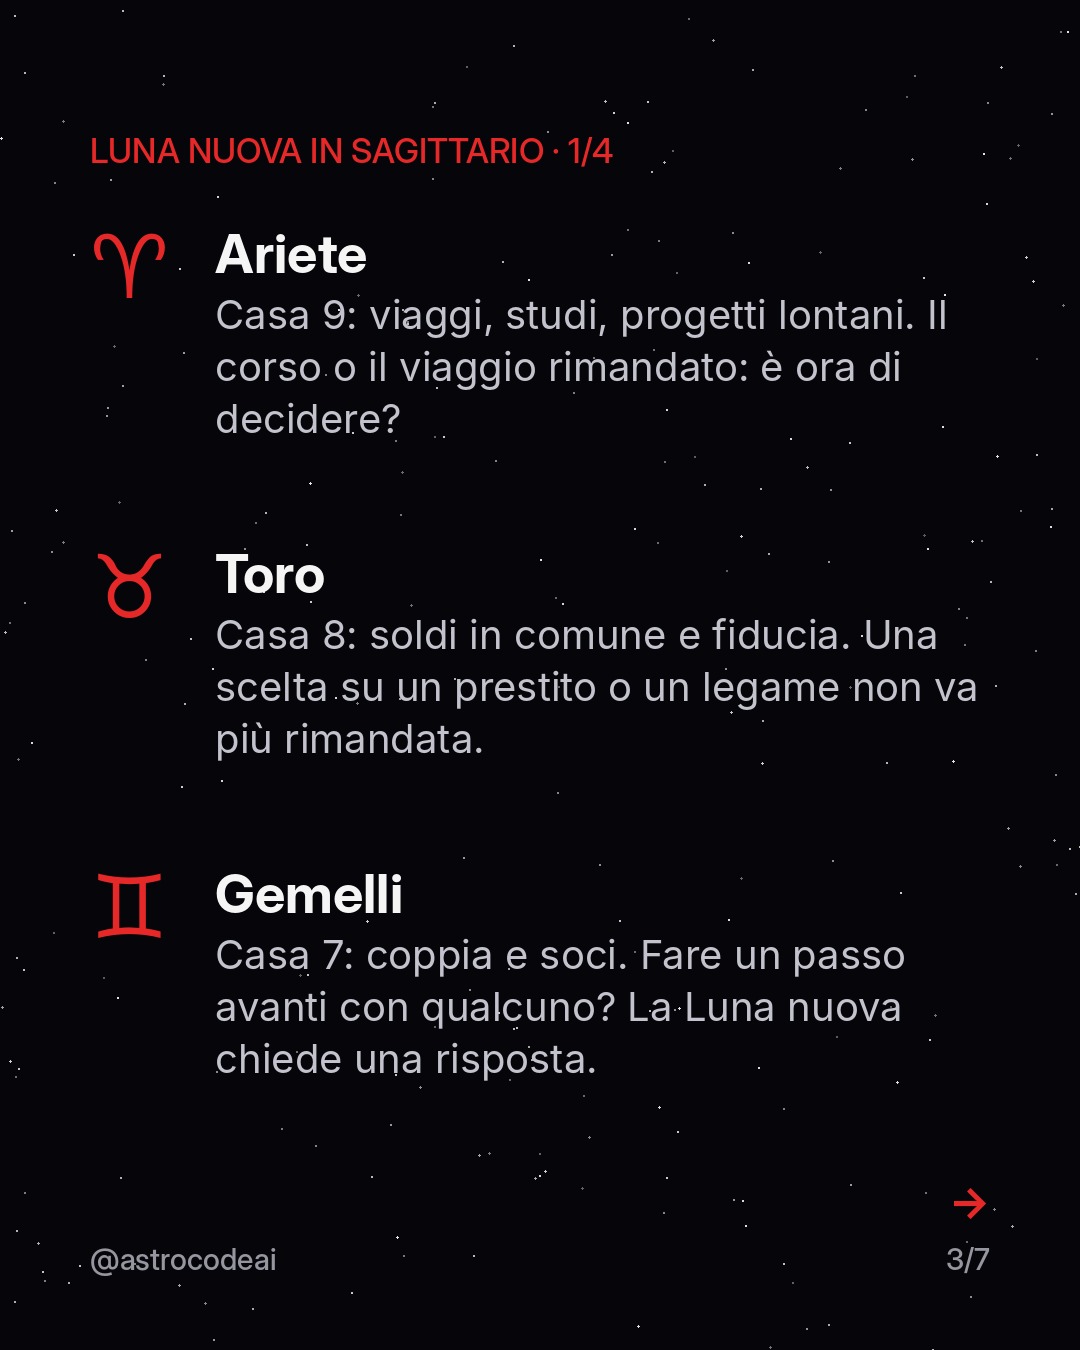 LUNA NUOVA IN SAGITTARIO · 1/4
♈ Ariete
Casa 9: viaggi, studi, progetti lontani. Il
corso o il viaggio rimandato: è ora di
decidere?
♉ Toro
Casa 8: soldi in comune e fiducia. Una
scelta su un prestito o un legame non va
più rimandata.
♊ Gemelli
Casa 7: coppia e soci. Fare un passo
avanti con qualcuno? La Luna nuova
chiede una risposta.
→
@astrocodeai
3/7